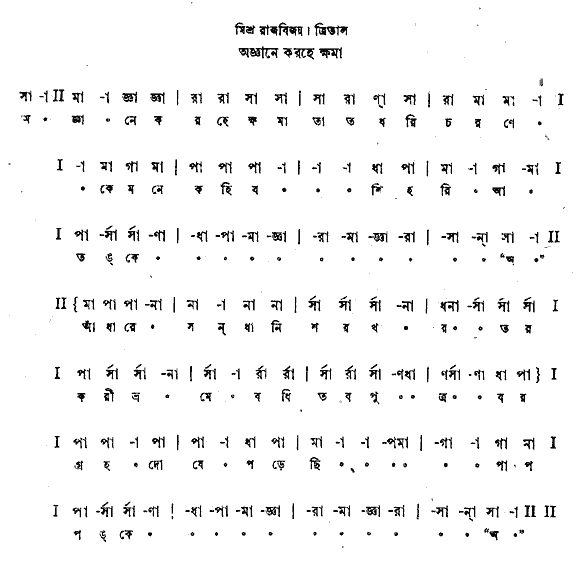 মিশ্র রাজবিজয়। ত্রিতাল
অজ্ঞানে করহে ক্ষমা
সা -া II মা -া জ্ঞা জ্ঞা | রা রা সা সা | সা রা ণ্া সা | রা মা মা -া I
অ ॰ জ্ঞা ॰ নে ক র হে ক্ষ মা তা ত ধ রি চ র ণে ॰
I -া মা গা মা | পা পা পা -া | -া -া ধা পা | মা -া গা -মা I
॰ কে ম নে ক হি ব ॰ ॰ ॰ শি হ রি ॰ আ ॰
I পা -র্সা র্সা -ণা | -ধা -পা -মা -জ্ঞা | -রা -মা -জ্ঞা -রা | -সা -ন্া সা -া II
ত ঙ্ কে ॰ ॰ ॰ ॰ ॰ ॰ ॰ ॰ ॰ ॰ ॰ “অ ॰”
II { মা পা পা -না | না -া না না | র্সা র্সা র্সা -না | ধনা -র্সা র্সা র্সা I
আঁ ধা রে ॰ স ন্ ধা নি শ র থ ॰ র॰ ॰ ত র
I পা র্সা র্সা -না | র্সা -া র্রা র্রা | র্সা র্রা র্সা -ণধা | ণর্সা -ণা ধা পা } I
ক রী ভ্র ॰ মে ॰ ব ধি ত ব পু ॰॰ ত্র॰ ॰ ব র
I পা পা -া পা | পা -া ধা পা | মা -া -া -পমা | -গা -া গা না I
গ্র হ ॰ দো ষে ॰ প ড়ে ছি ॰ ॰ ॰॰ ॰ ॰ পা প
I পা -র্সা র্সা -ণা | -ধা -পা -মা -জ্ঞা | -রা -মা -জ্ঞা -রা | -সা -ন্া সা -া II II
প ঙ্ কে ॰ ॰ ॰ ॰ ॰ ॰ ॰ ॰ ॰ ॰ ॰ “অ ॰”